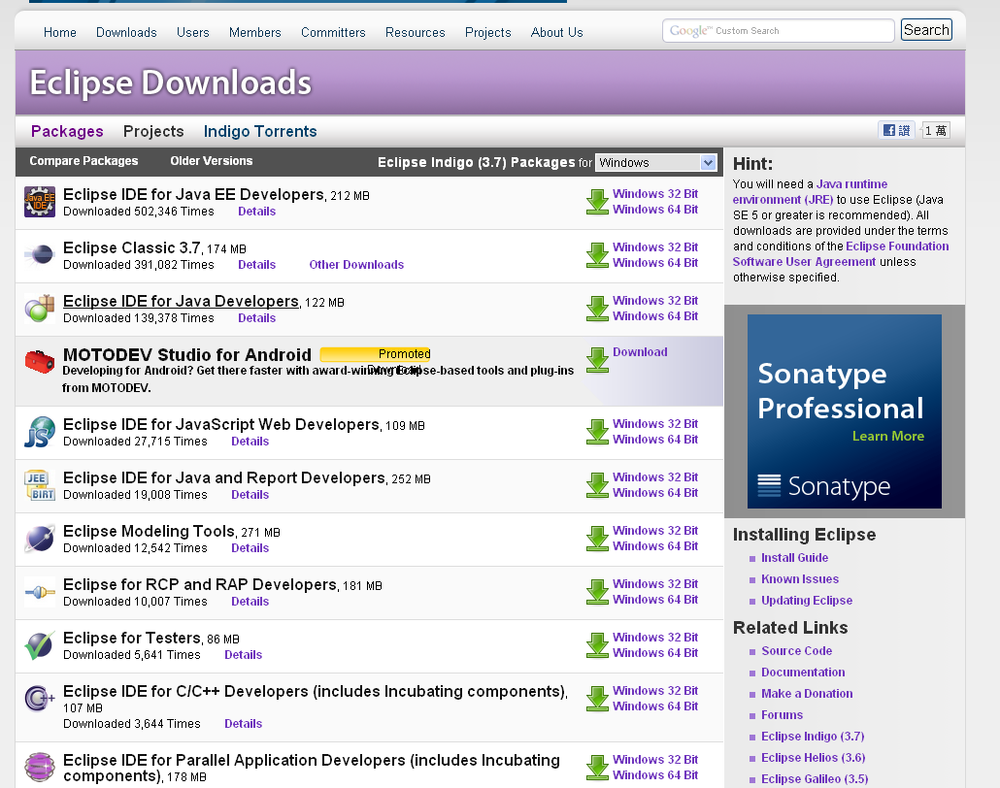 Home Downloads Users Members Committers Resources Projects About Us
Google™ Custom Search Search
Eclipse Downloads
Packages Projects Indigo Torrents
讚 1 萬
Compare Packages Older Versions Eclipse Indigo (3.7) Packages for Windows
Java EE IDE
Eclipse IDE for Java EE Developers, 212 MB
Downloaded 502,346 Times Details
Windows 32 Bit
Windows 64 Bit
Eclipse Classic 3.7, 174 MB
Downloaded 391,082 Times Details Other Downloads
Windows 32 Bit
Windows 64 Bit
Eclipse IDE for Java Developers, 122 MB
Downloaded 139,378 Times Details
Windows 32 Bit
Windows 64 Bit
MOTODEV Studio for Android Promoted
Download
Developing for Android? Get there faster with award-winning Eclipse-based tools and plug-ins
from MOTODEV.
Download
JS
Eclipse IDE for JavaScript Web Developers, 109 MB
Downloaded 27,715 Times Details
Windows 32 Bit
Windows 64 Bit
JEE
BIRT
Eclipse IDE for Java and Report Developers, 252 MB
Downloaded 19,008 Times Details
Windows 32 Bit
Windows 64 Bit
Eclipse Modeling Tools, 271 MB
Downloaded 12,542 Times Details
Windows 32 Bit
Windows 64 Bit
Eclipse for RCP and RAP Developers, 181 MB
Downloaded 10,007 Times Details
Windows 32 Bit
Windows 64 Bit
Eclipse for Testers, 86 MB
Downloaded 5,641 Times Details
Windows 32 Bit
Windows 64 Bit
C++
Eclipse IDE for C/C++ Developers (includes Incubating components),
107 MB
Downloaded 3,644 Times Details
Windows 32 Bit
Windows 64 Bit
Eclipse IDE for Parallel Application Developers (includes Incubating
components), 178 MB
Windows 32 Bit
Windows 64 Bit
Hint:
You will need a Java runtime
environment (JRE) to use Eclipse (Java
SE 5 or greater is recommended). All
downloads are provided under the terms
and conditions of the Eclipse Foundation
Software User Agreement unless
otherwise specified.
Sonatype
Professional
Learn More
Sonatype
Installing Eclipse
Install Guide
Known Issues
Updating Eclipse
Related Links
Source Code
Documentation
Make a Donation
Forums
Eclipse Indigo (3.7)
Eclipse Helios (3.6)
Eclipse Galileo (3.5)